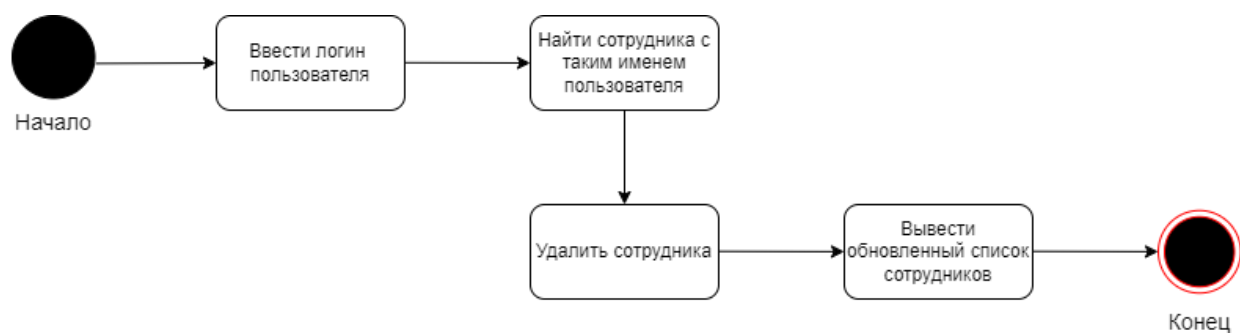 Начало
Ввести логин
пользователя
Найти сотрудника с
таким именем
пользователя
Удалить сотрудника
Вывести
обновленный список
сотрудников
Конец